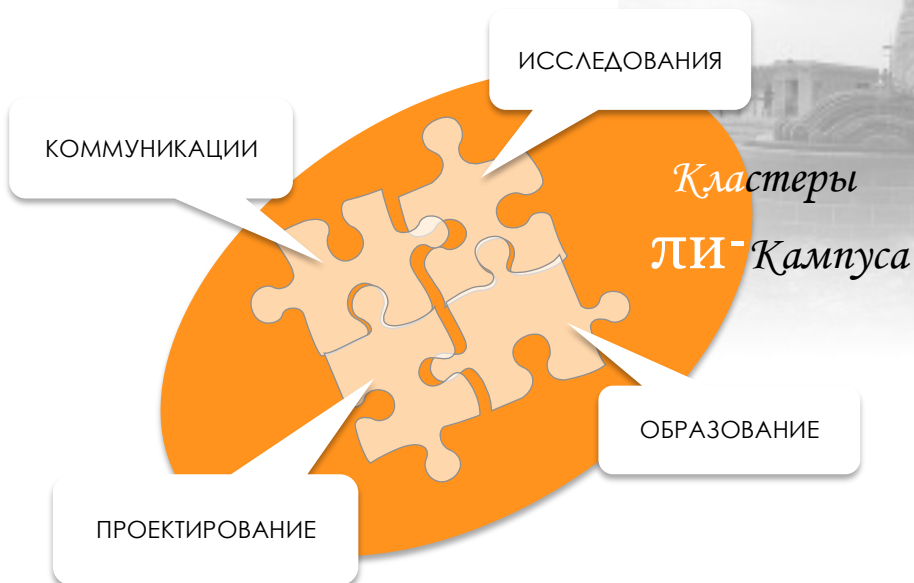 ИССЛЕДОВАНИЯ
КОММУНИКАЦИИ
Кластеры
пи-Кампуса
ОБРАЗОВАНИЕ
ПРОЕКТИРОВАНИЕ